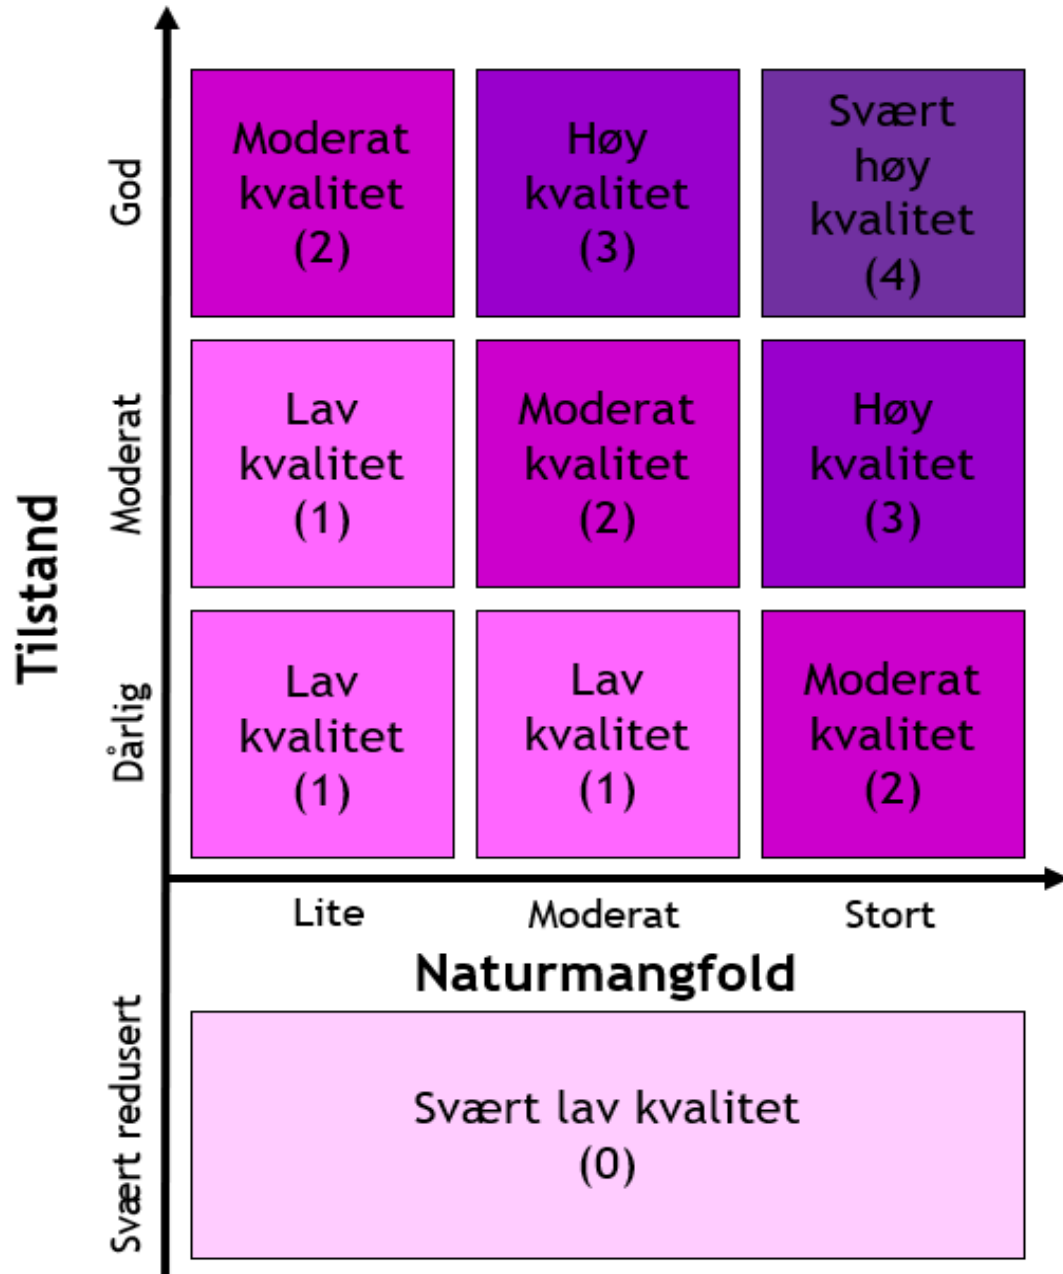 Tilstand
God
Moderat
kvalitet
(2)
Høy
kvalitet
(3)
Svært
høy
kvalitet
(4)
Moderat
Lav
kvalitet
(1)
Moderat
kvalitet
(2)
Høy
kvalitet
(3)
Dårlig
Lav
kvalitet
(1)
Lav
kvalitet
(1)
Moderat
kvalitet
(2)
Lite
Moderat
Stort
Naturmangfold
Svært redusert
Svært lav kvalitet
(0)